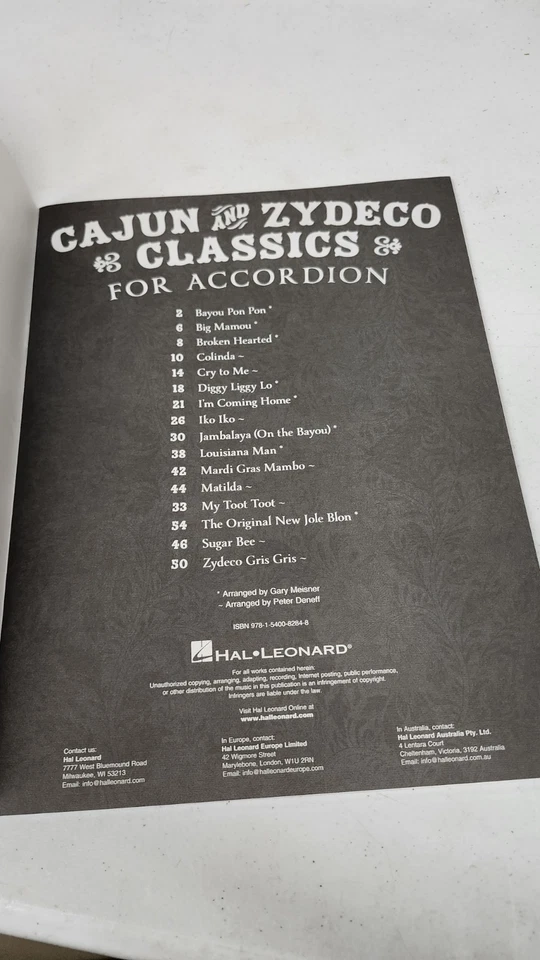 CAJUN AND ZYDECO
CLASSICS
FOR ACCORDION
2 Bayou Pon Pon *
6 Big Mamou *
8 Broken Hearted *
10 Colinda ~
14 Cry to Me ~
18 Diggy Liggy Lo *
21 I'm Coming Home *
26 Iko Iko ~
30 Jambalaya (On the Bayou) *
38 Louisiana Man *
42 Mardi Gras Mambo ~
44 Matilda ~
33 My Toot Toot ~
54 The Original New Jole Blon *
46 Sugar Bee ~
50 Zydeco Gris Gris ~
* Arranged by Gary Meisner
~ Arranged by Peter Deneff
ISBN 978-1-5400-8284-8
HAL•LEONARD®
For all works contained herein:
Unauthorized copying, arranging, adapting, recording, Internet posting, public performance,
or other distribution of the music in this publication is an infringement of copyright.
Infringers are liable under the law.
Visit Hal Leonard Online at
www.halleonard.com
Contact us:
Hal Leonard
7777 West Bluemound Road
Milwaukee, WI 53213
Email: info@halleonard.com
In Europe, contact:
Hal Leonard Europe Limited
42 Wigmore Street
Marylebone, London, W1U 2RN
Email: info@halleonardeurope.com
In Australia, contact:
Hal Leonard Australia Pty. Ltd.
4 Lentara Court
Cheltenham, Victoria, 3192 Australia
Email: info@halleonard.com.au